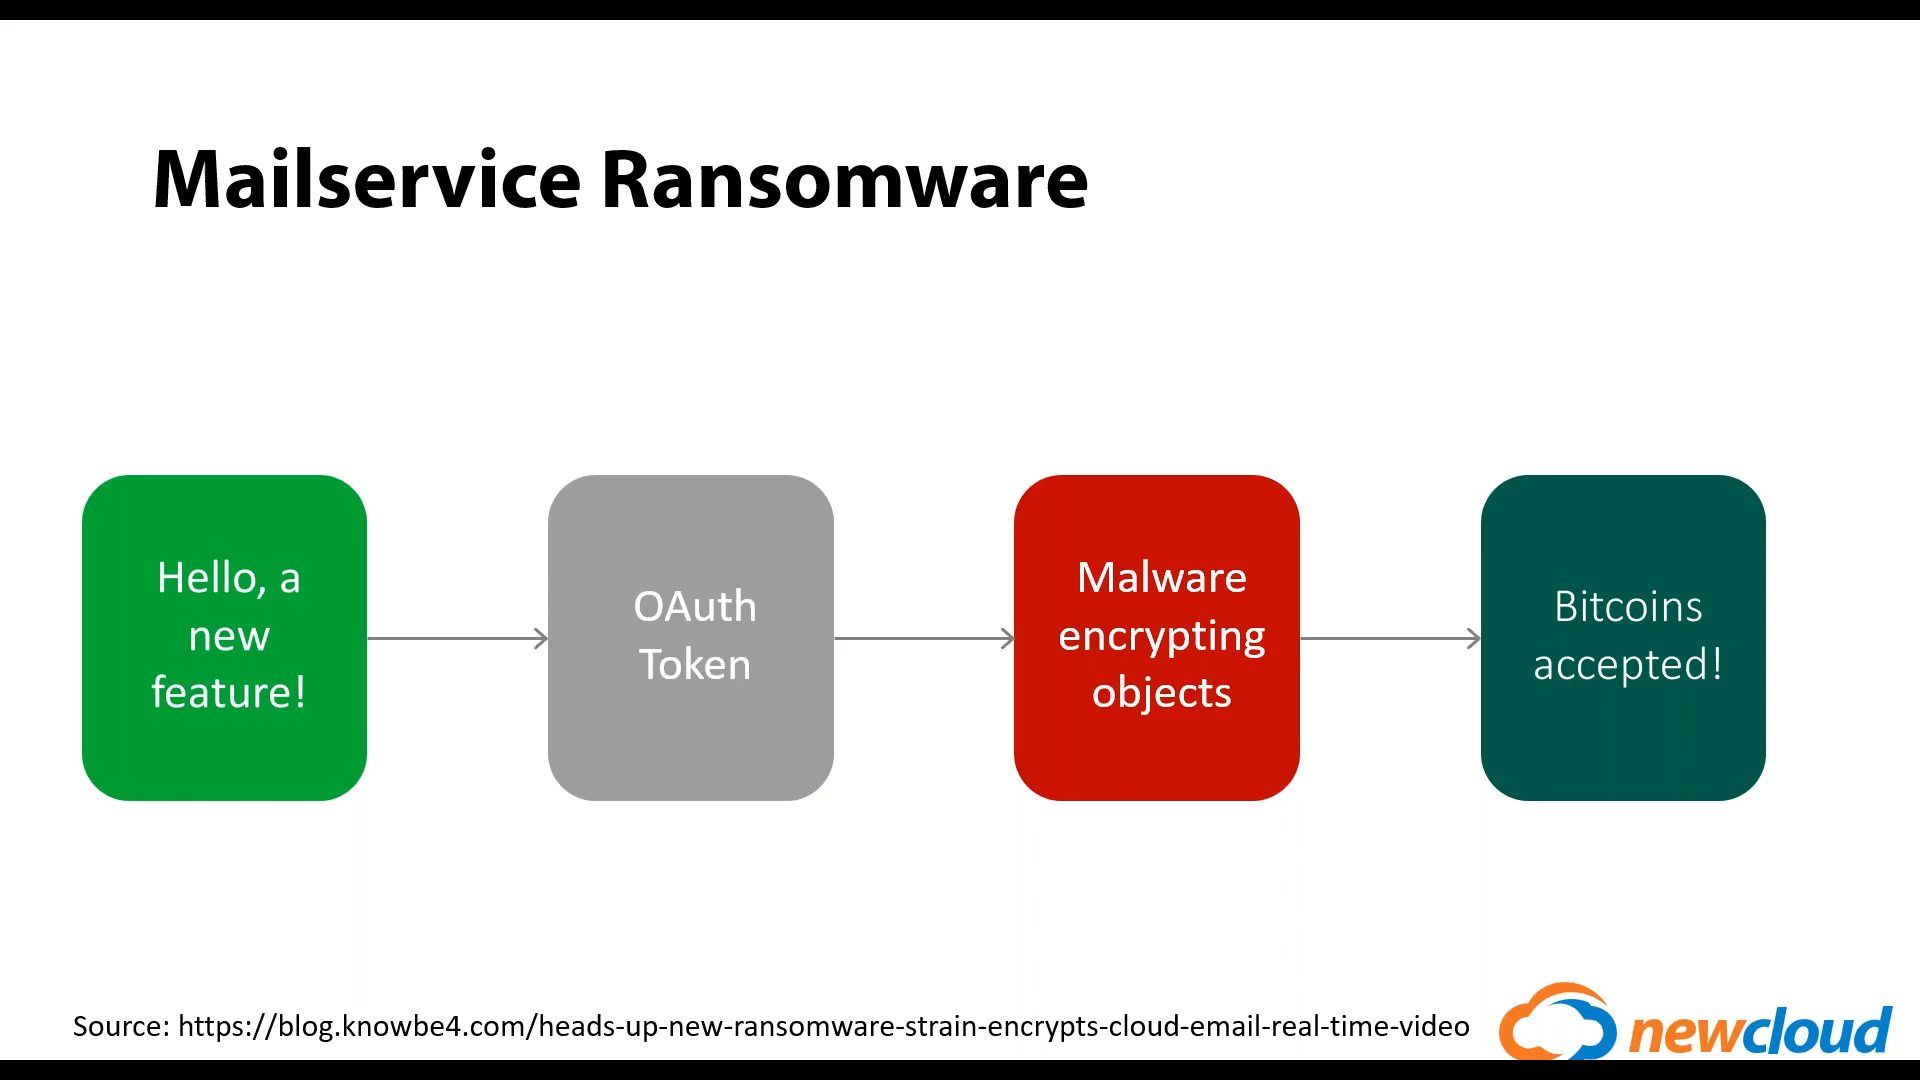 Mailservice Ransomware
Hello, a
new
feature!
OAuth
Token
Malware
encrypting
objects
Bitcoins
accepted!
Source: https://blog.knowbe4.com/heads-up-new-ransomware-strain-encrypts-cloud-email-real-time-video
newcloud